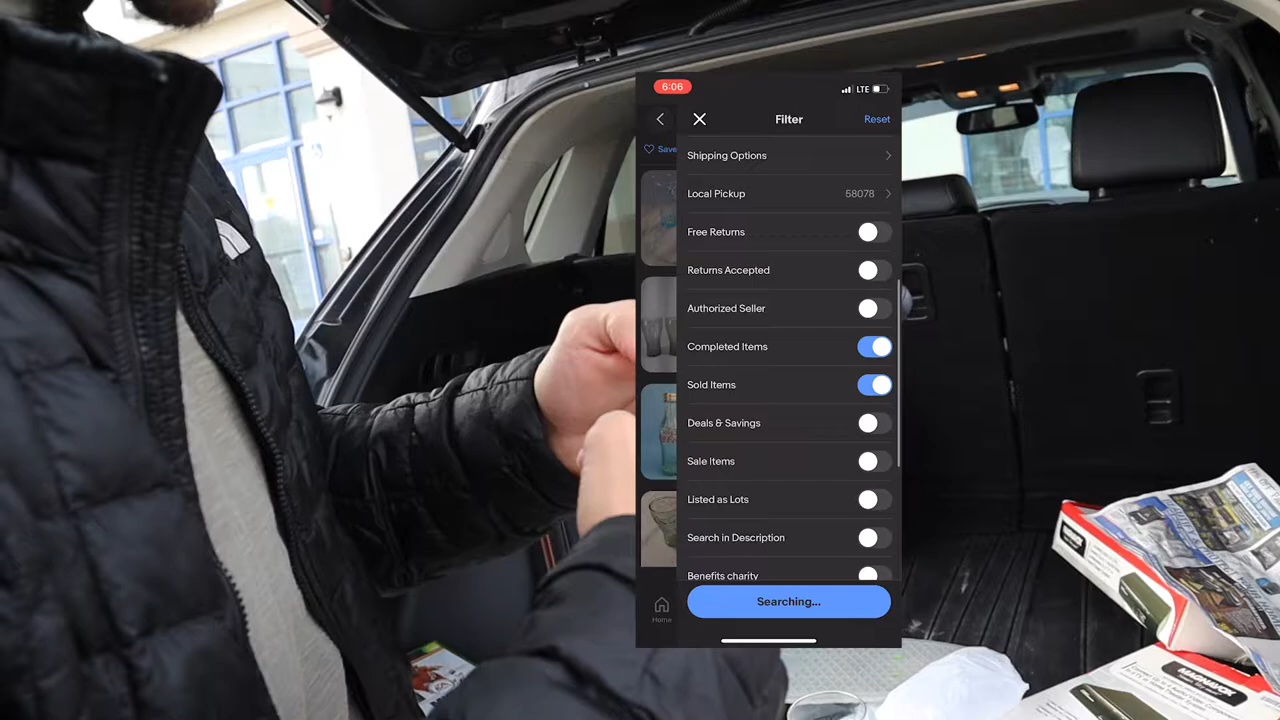 6:06
LTE
Filter
Reset
Save
Shipping Options
Local Pickup 58078
Free Returns
Returns Accepted
Authorized Seller
Completed Items
Sold Items
Deals & Savings
Sale Items
Listed as Lots
Search in Description
Benefits charity
Searching...
Home
MAGNAVOX